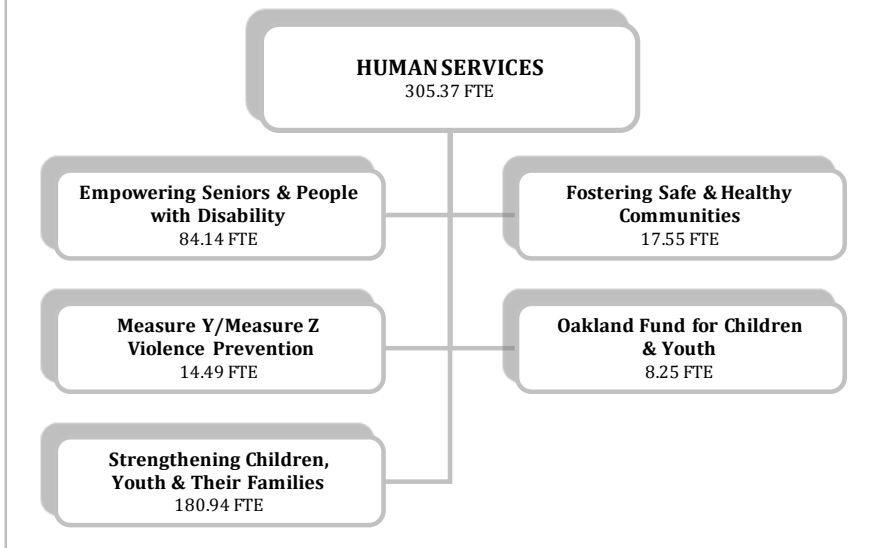 HUMAN SERVICES
305.37 FTE
Empowering Seniors & People
with Disability
84.14 FTE
Fostering Safe & Healthy
Communities
17.55 FTE
Measure Y/Measure Z
Violence Prevention
14.49 FTE
Oakland Fund for Children
& Youth
8.25 FTE
Strengthening Children,
Youth & Their Families
180.94 FTE